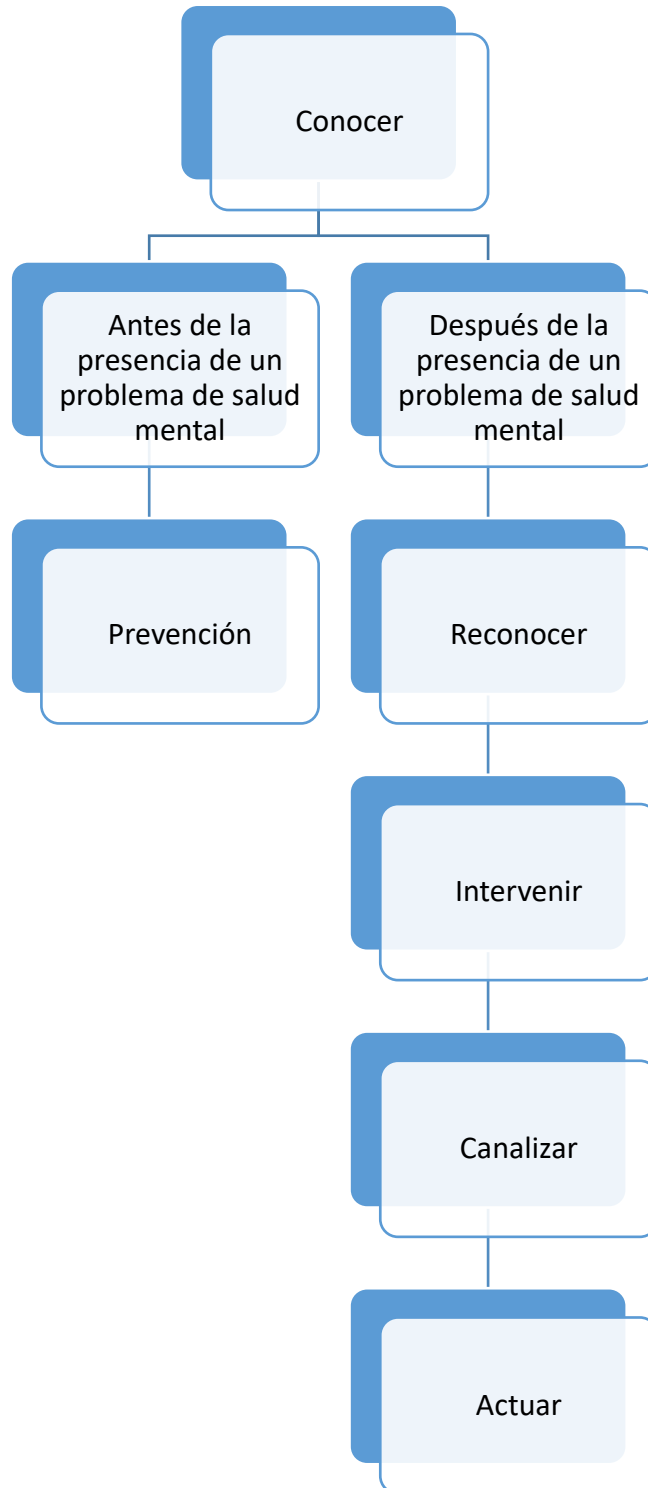 Conocer
Antes de la
presencia de un
problema de salud
mental
Después de la
presencia de un
problema de salud
mental
Prevención
Reconocer
Intervenir
Canalizar
Actuar